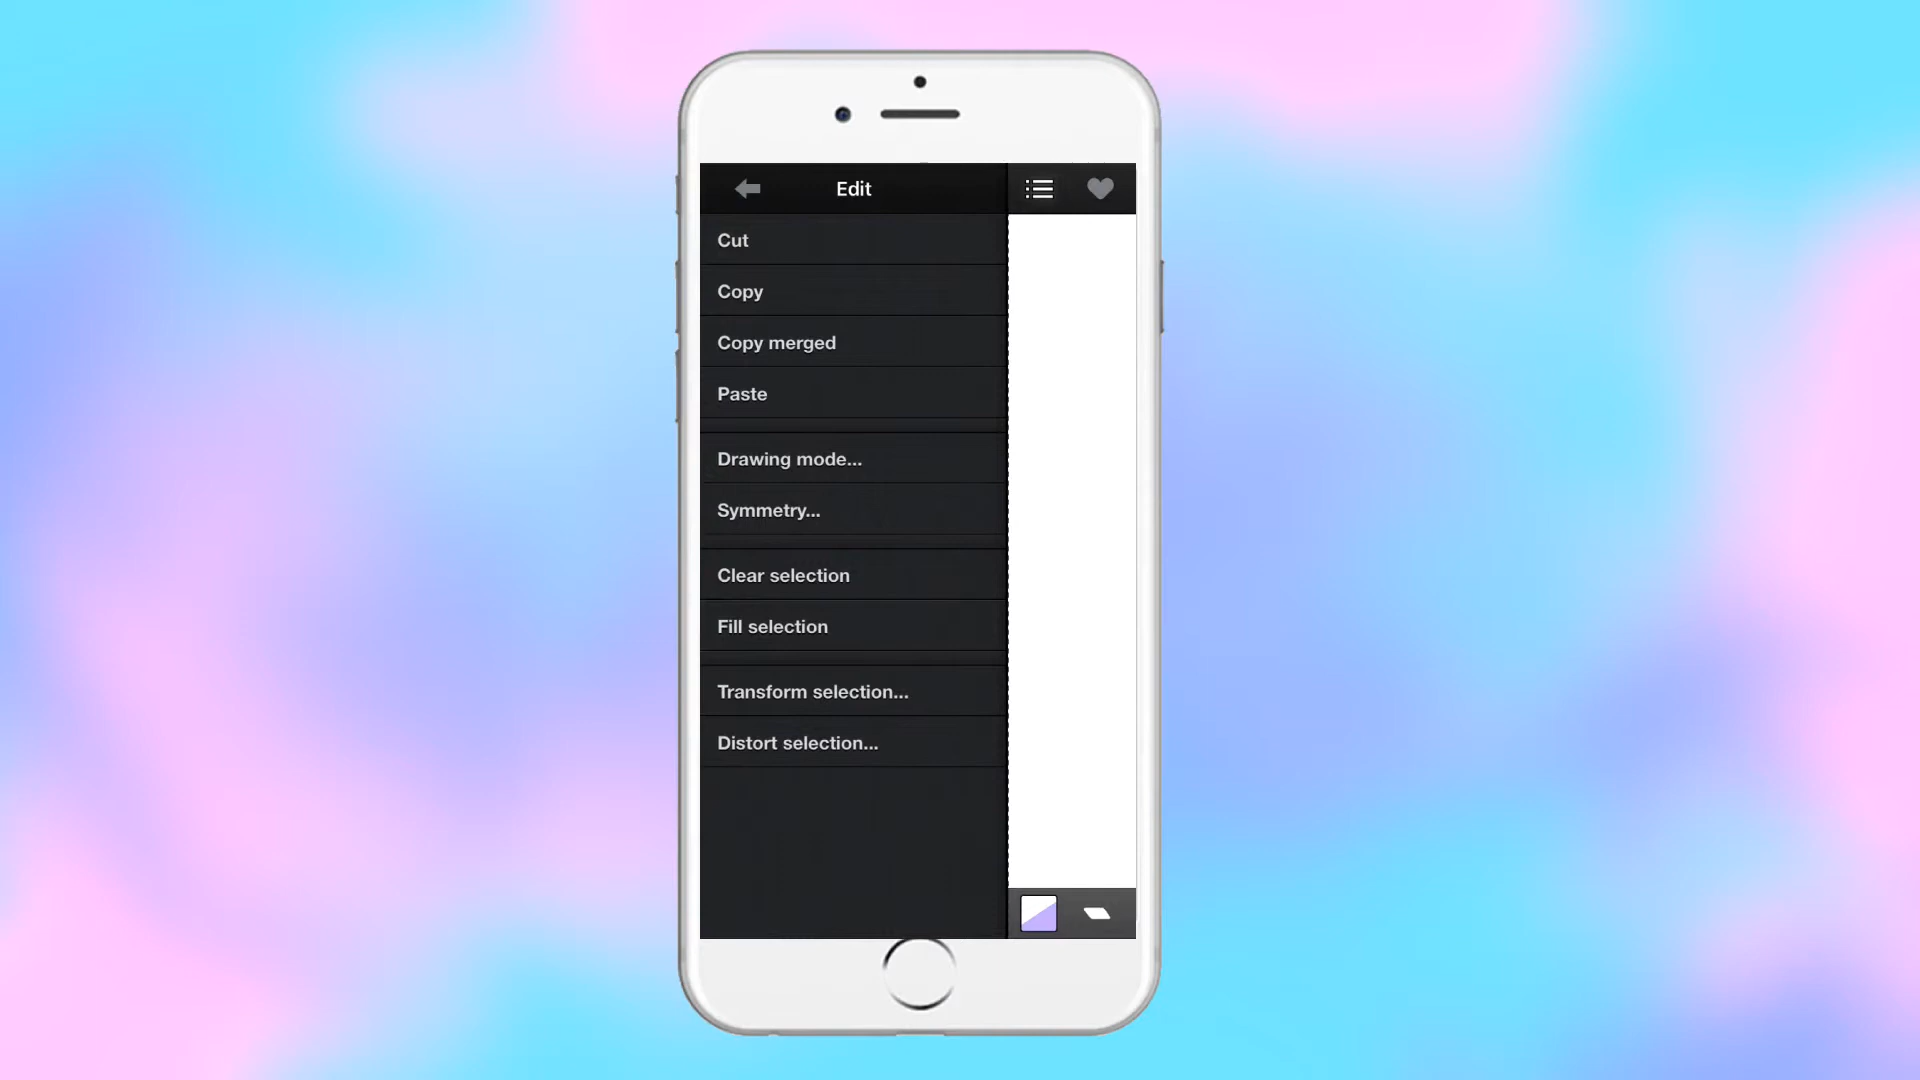 Edit
Cut
Copy
Copy merged
Paste
Drawing mode...
Symmetry...
Clear selection
Fill selection
Transform selection...
Distort selection...